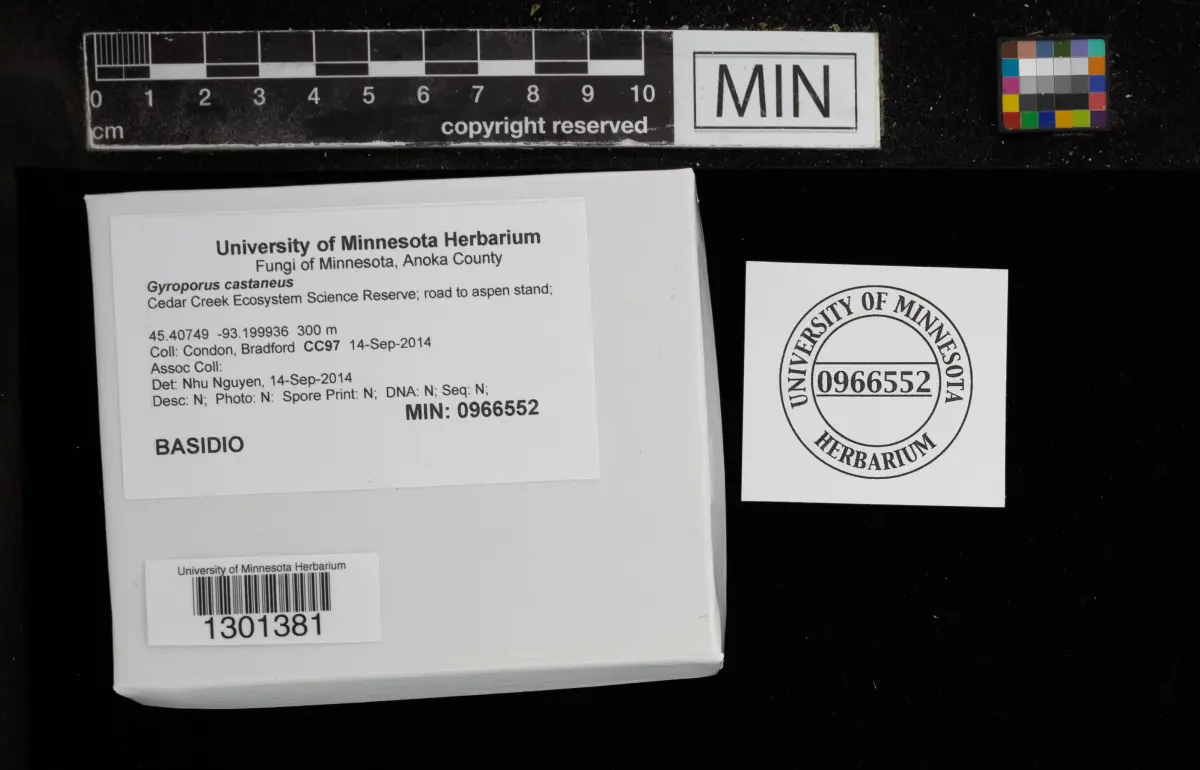 0 1 2 3 4 5 6 7 8 9 10
cm
copyright reserved
MIN
University of Minnesota Herbarium
Fungi of Minnesota, Anoka County
Gyroporus castaneus
Cedar Creek Ecosystem Science Reserve; road to aspen stand;
45.40749 -93.199936 300 m
Coll: Condon, Bradford CC97 14-Sep-2014
Assoc Coll:
Det: Nhu Nguyen, 14-Sep-2014
Desc: N; Photo: N: Spore Print: N; DNA: N; Seq: N;
MIN: 0966552
BASIDIO
University of Minnesota Herbarium
1301381
UNIVERSITY OF MINNESOTA
0966552
HERBARIUM